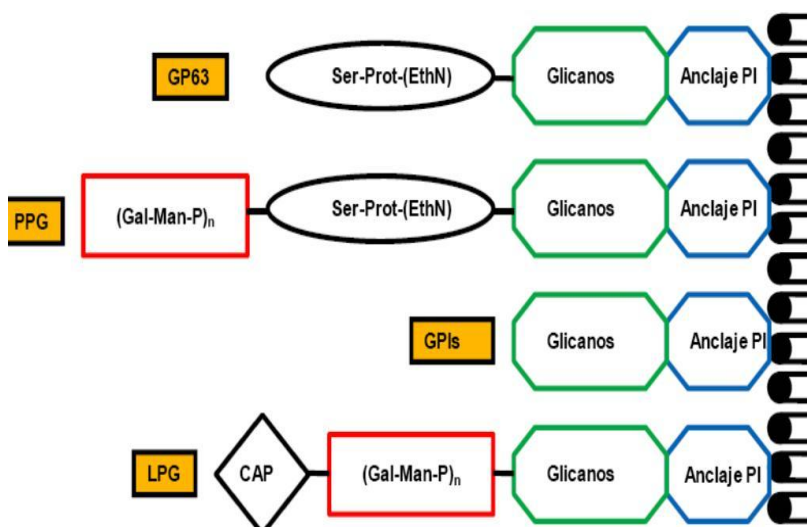 GP63 Ser-Prot-(EthN) Glicanos Anclaje PI
PPG (Gal-Man-P)n Ser-Prot-(EthN) Glicanos Anclaje PI
GPIs Glicanos Anclaje PI
LPG CAP (Gal-Man-P)n Glicanos Anclaje PI